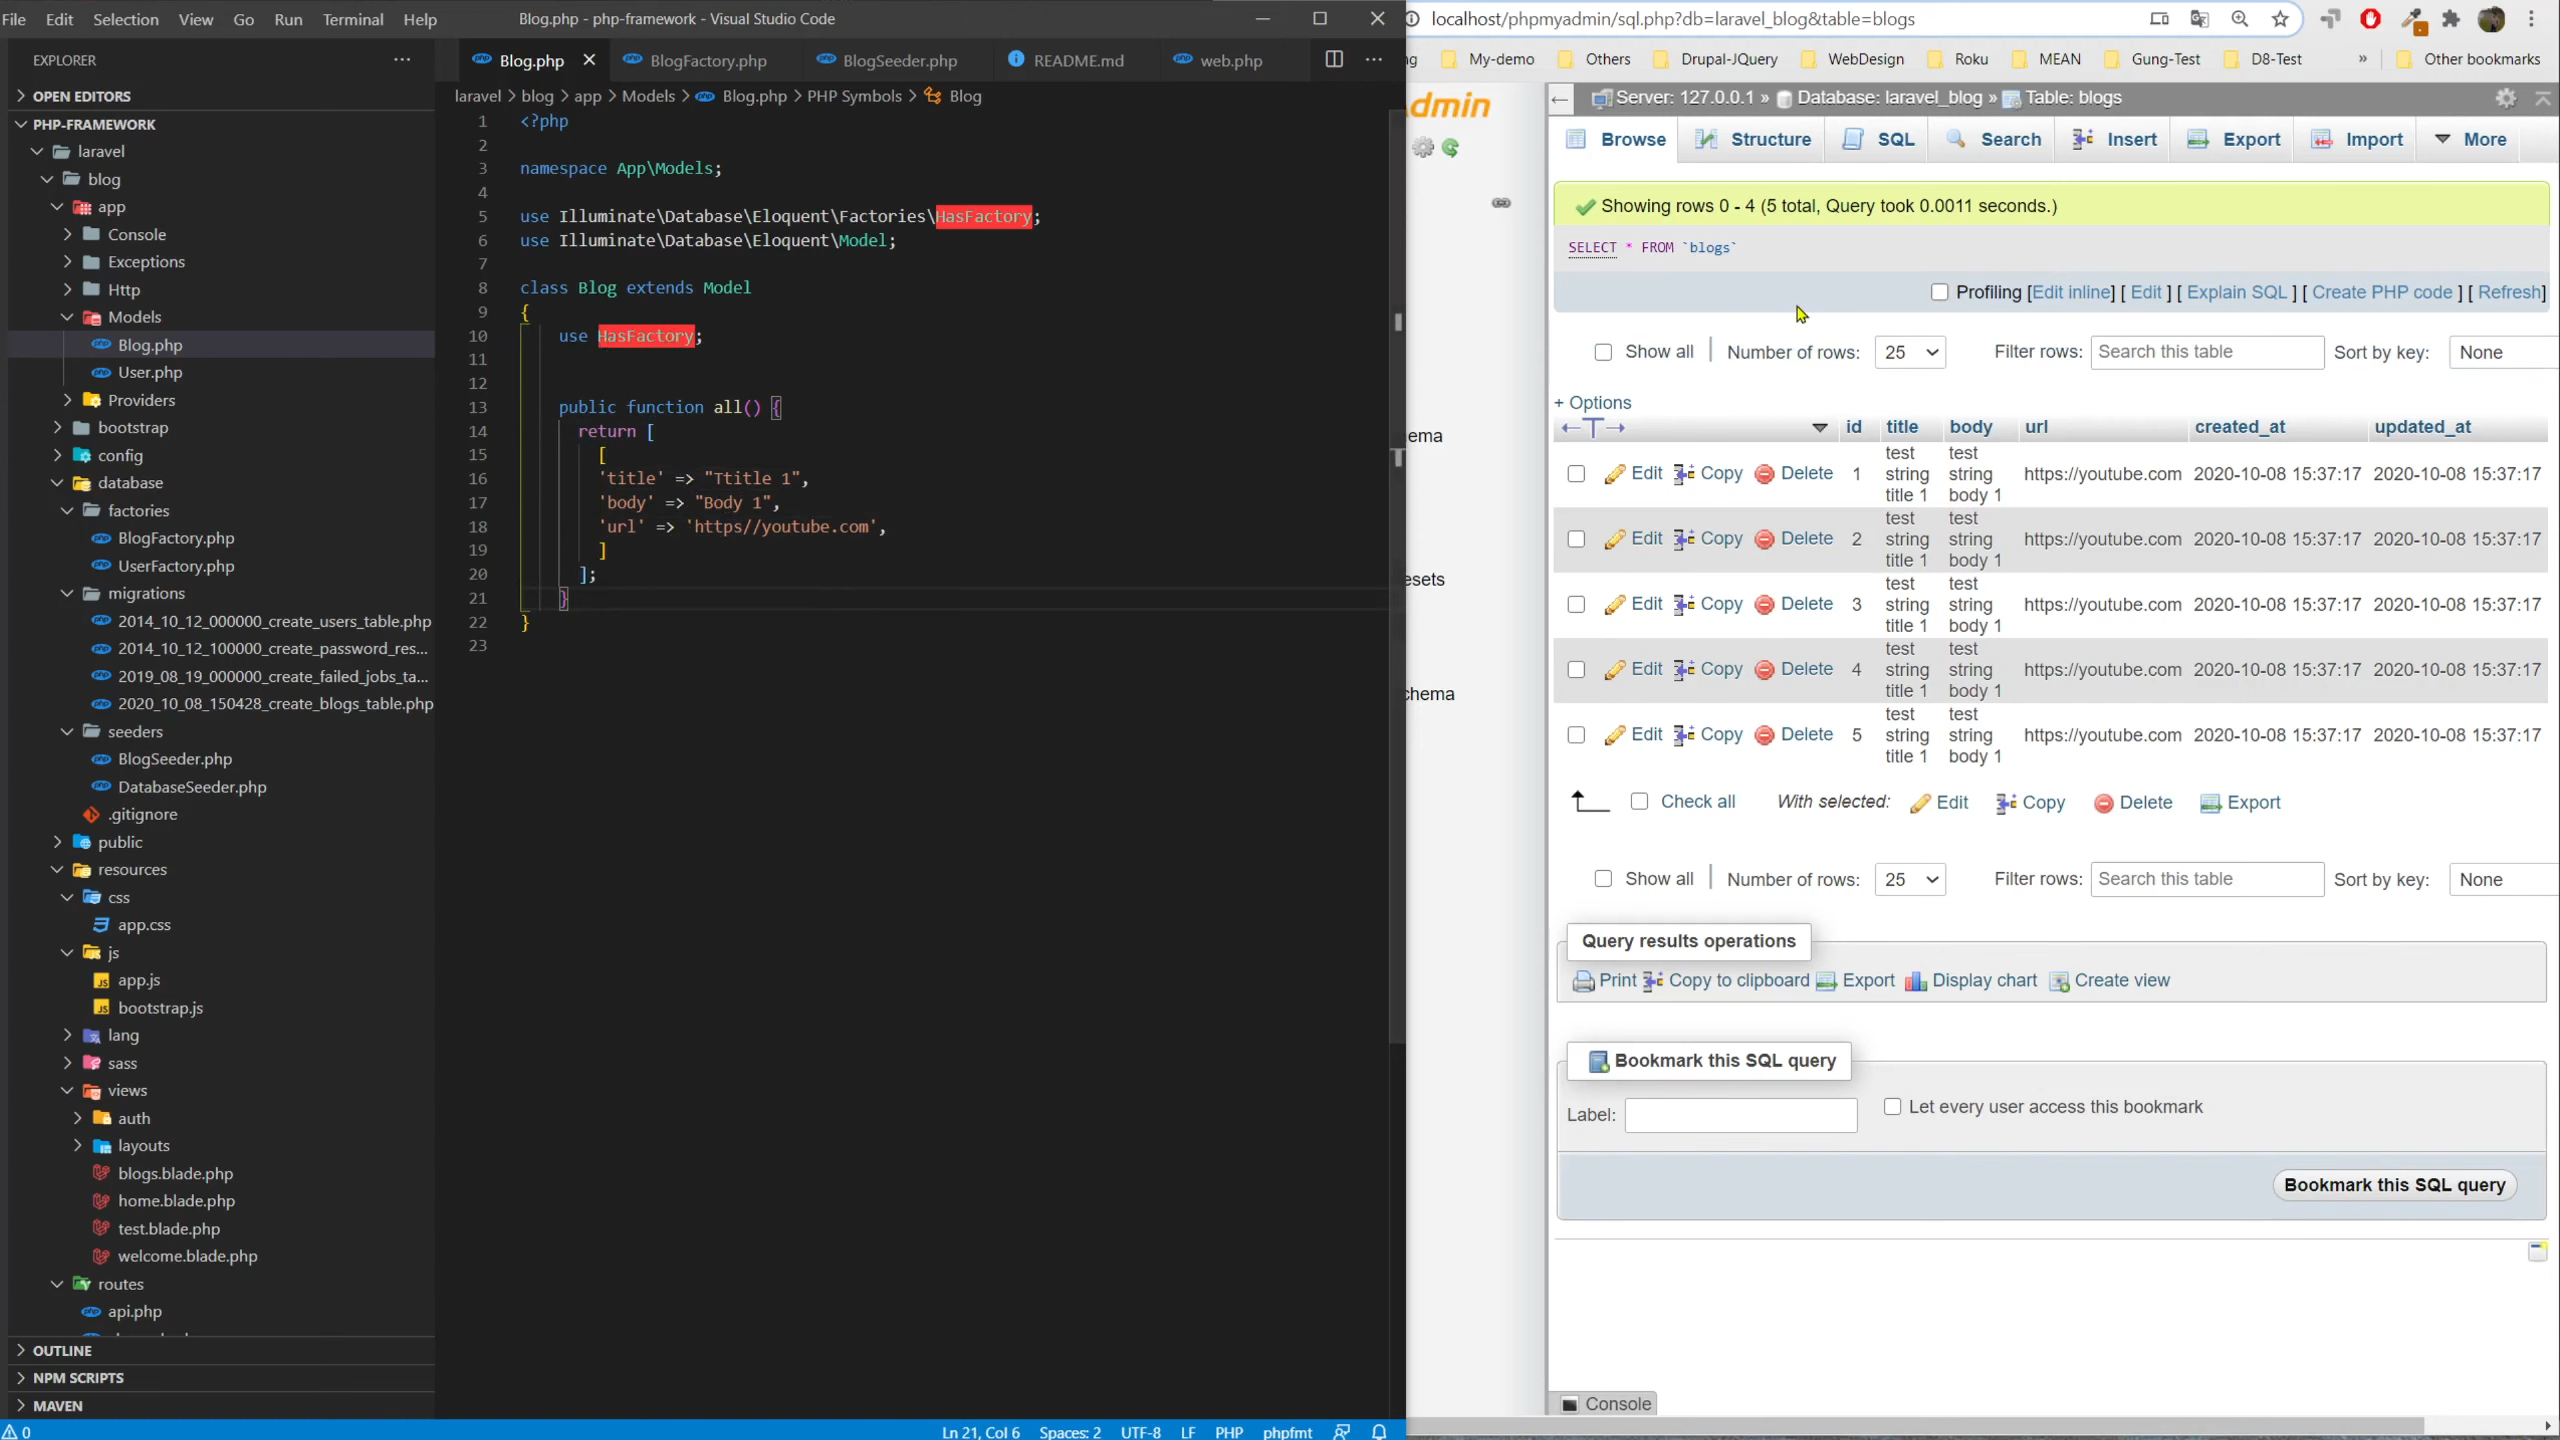 File Edit Selection View Go Run Terminal Help
Blog.php - php-framework - Visual Studio Code
EXPLORER
OPEN EDITORS
PHP-FRAMEWORK
laravel
blog
app
Console
Exceptions
Http
Models
Blog.php
User.php
Providers
bootstrap
config
database
factories
BlogFactory.php
UserFactory.php
migrations
2014_10_12_000000_create_users_table.php
2014_10_12_100000_create_password_res...
2019_08_19_000000_create_failed_jobs_ta...
2020_10_08_150428_create_blogs_table.php
seeders
BlogSeeder.php
DatabaseSeeder.php
.gitignore
public
resources
css
app.css
js
app.js
bootstrap.js
lang
sass
views
auth
layouts
blogs.blade.php
home.blade.php
test.blade.php
welcome.blade.php
routes
api.php
OUTLINE
NPM SCRIPTS
MAVEN
Blog.php BlogFactory.php BlogSeeder.php README.md web.php
laravel > blog > app > Models > Blog.php > PHP Symbols > Blog
1 <?php
2
3 namespace App\Models;
4
5 use Illuminate\Database\Eloquent\Factories\HasFactory;
6 use Illuminate\Database\Eloquent\Model;
7
8 class Blog extends Model
9 {
10 use HasFactory;
11
12
13 public function all() {
14 return [
15 [
16 'title' => "Ttitle 1",
17 'body' => "Body 1",
18 'url' => 'https//youtube.com',
19 ]
20 ];
21 }
22 }
23
0
Ln 21, Col 6 Spaces: 2 UTF-8 LF PHP phpfmt
localhost/phpmyadmin/sql.php?db=laravel_blog&table=blogs
ng My-demo Others Drupal-JQuery WebDesign Roku MEAN Gung-Test D8-Test » Other bookmarks
dmin
ema
esets
chema
Server: 127.0.0.1 » Database: laravel_blog » Table: blogs
Browse Structure SQL Search Insert Export Import More
Showing rows 0 - 4 (5 total, Query took 0.0011 seconds.)
SELECT * FROM `blogs`
Profiling [Edit inline] [ Edit ] [ Explain SQL ] [ Create PHP code ] [ Refresh]
Show all | Number of rows: 25 Filter rows: Search this table Sort by key: None
+ Options
←T→ id title body url created_at updated_at
Edit Copy Delete 1 test string title 1 test string body 1 https://youtube.com 2020-10-08 15:37:17 2020-10-08 15:37:17
Edit Copy Delete 2 test string title 1 test string body 1 https://youtube.com 2020-10-08 15:37:17 2020-10-08 15:37:17
Edit Copy Delete 3 test string title 1 test string body 1 https://youtube.com 2020-10-08 15:37:17 2020-10-08 15:37:17
Edit Copy Delete 4 test string title 1 test string body 1 https://youtube.com 2020-10-08 15:37:17 2020-10-08 15:37:17
Edit Copy Delete 5 test string title 1 test string body 1 https://youtube.com 2020-10-08 15:37:17 2020-10-08 15:37:17
Check all With selected: Edit Copy Delete Export
Show all | Number of rows: 25 Filter rows: Search this table Sort by key: None
Query results operations
Print Copy to clipboard Export Display chart Create view
Bookmark this SQL query
Label: Let every user access this bookmark
Bookmark this SQL query
Console